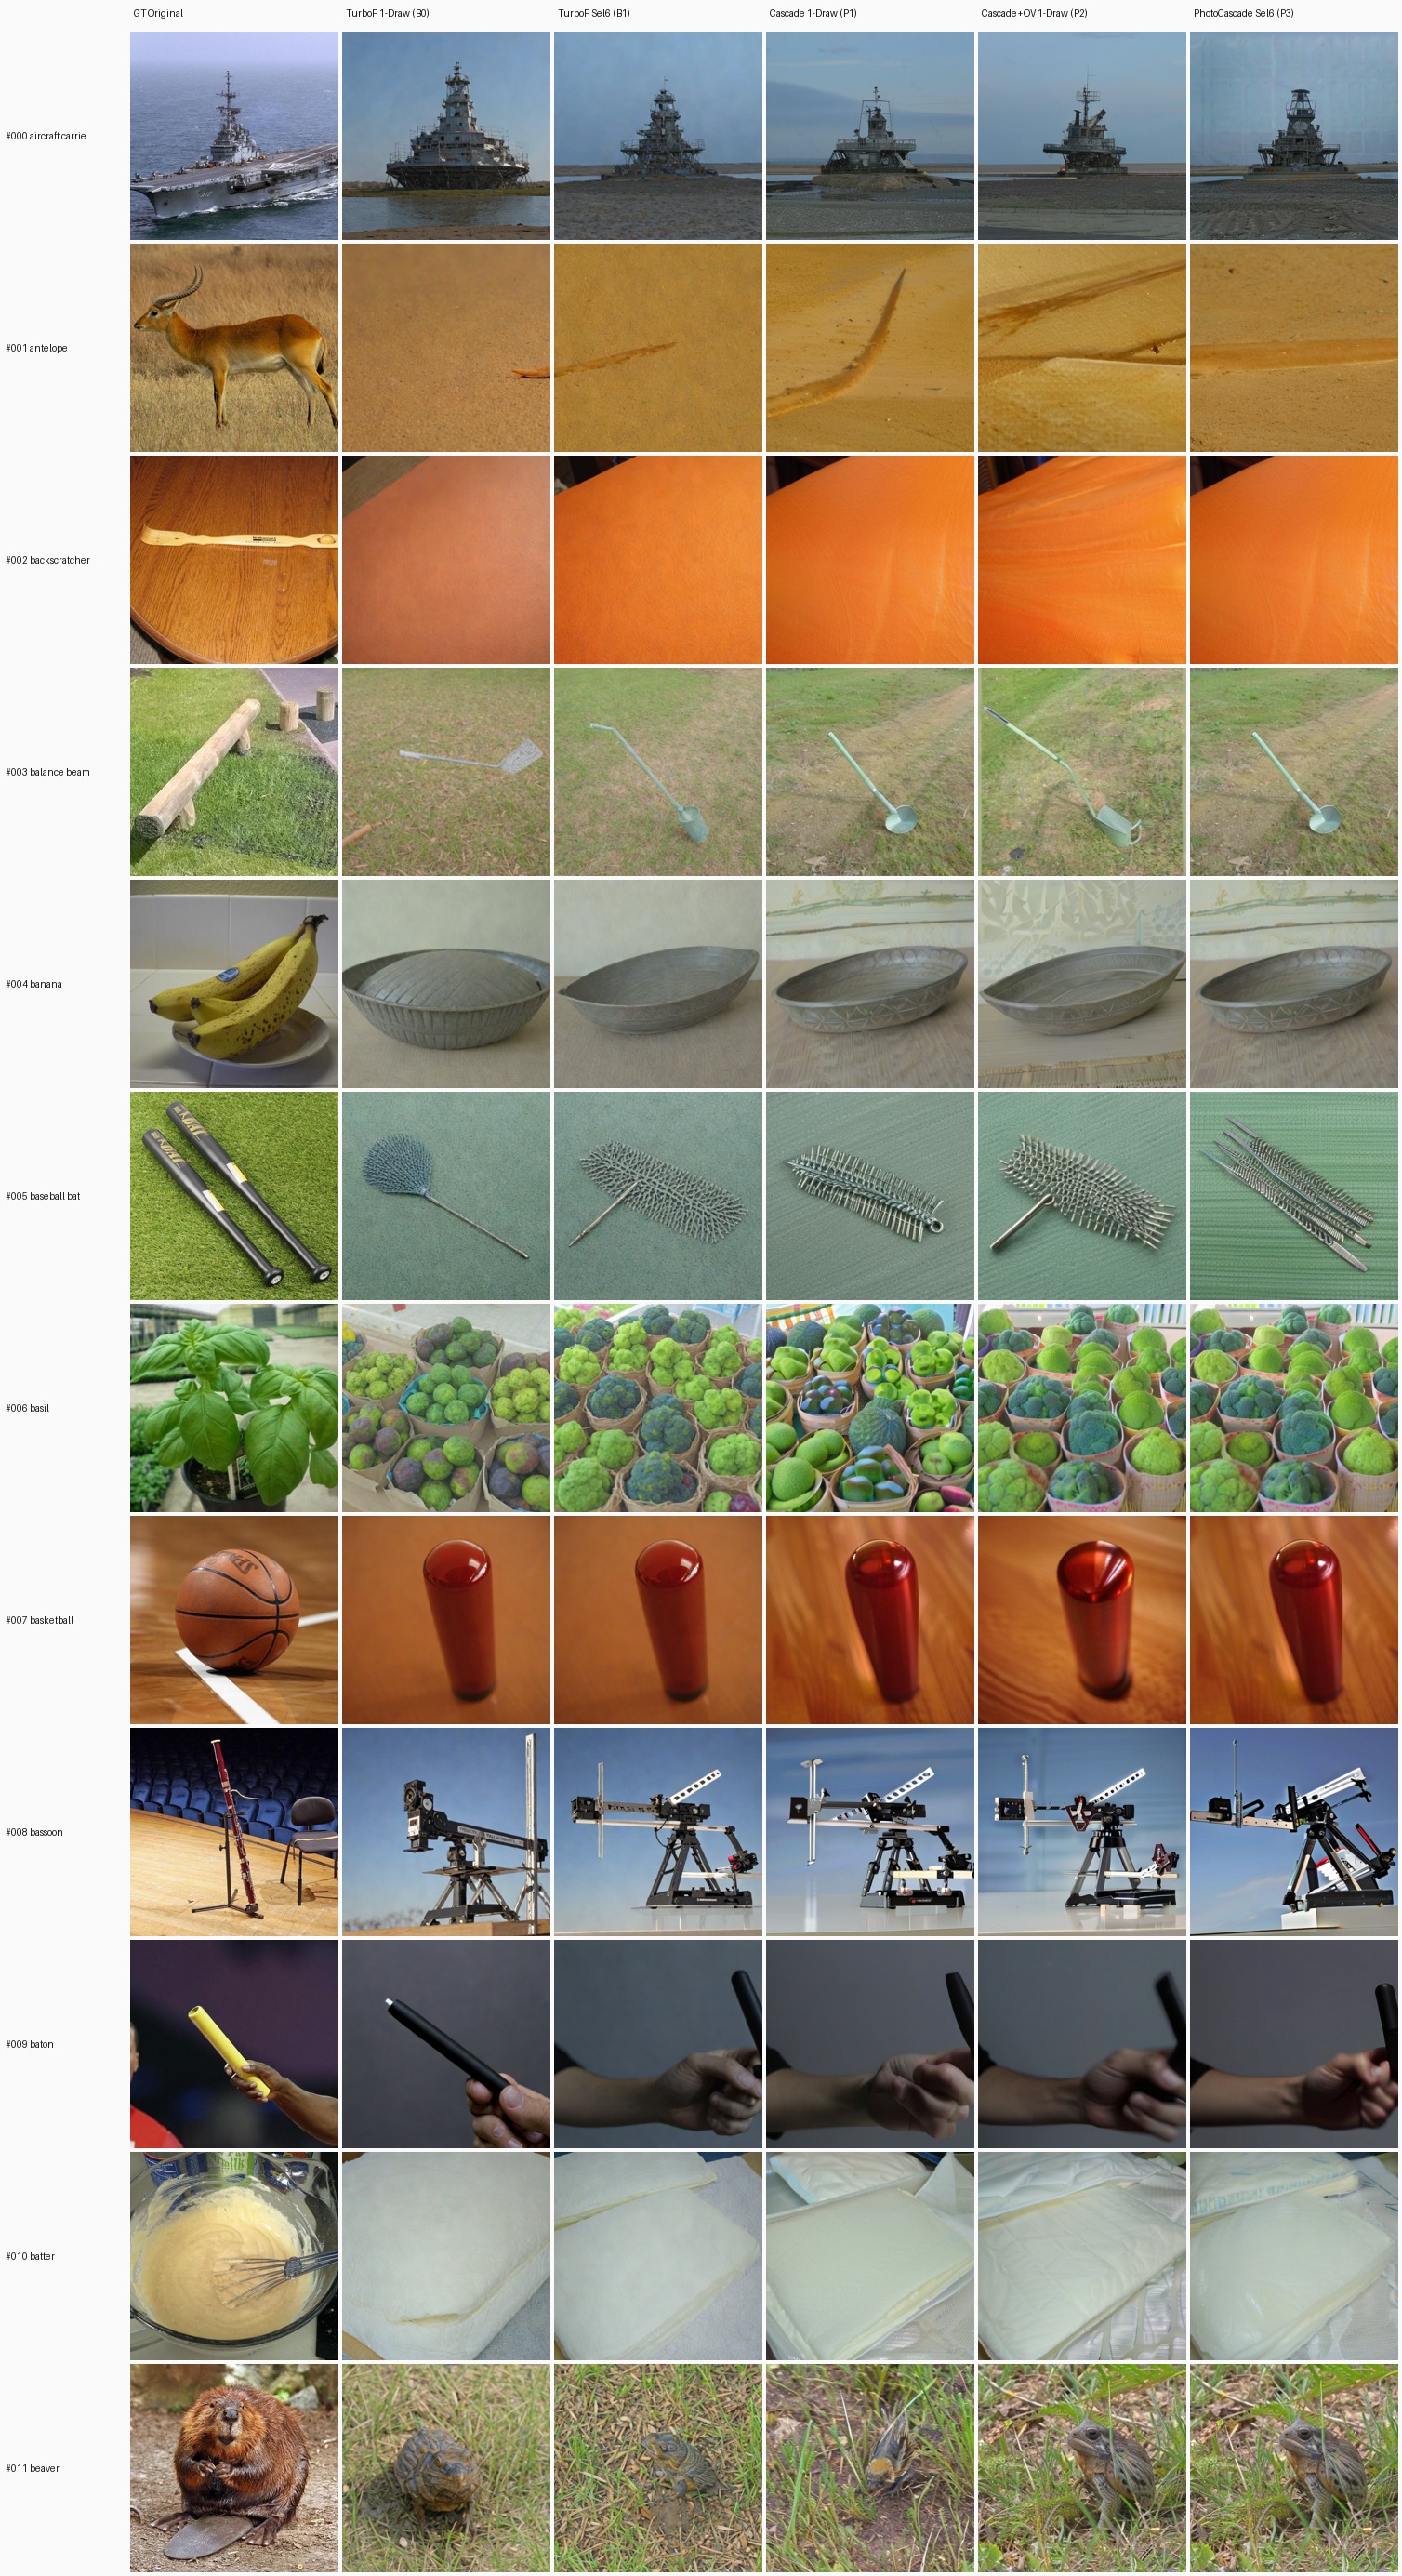 GT Original TurboF 1-Draw (B0) TurboF Sel6 (B1) Cascade 1-Draw (P1) Cascade+OV 1-Draw (P2) PhotoCascade Sel6 (P3)
#000 aircraft carrie
#001 antelope
#002 backscratcher
#003 balance beam
#004 banana
#005 baseball bat
#006 basil
#007 basketball
#008 bassoon
#009 baton
#010 batter
#011 beaver